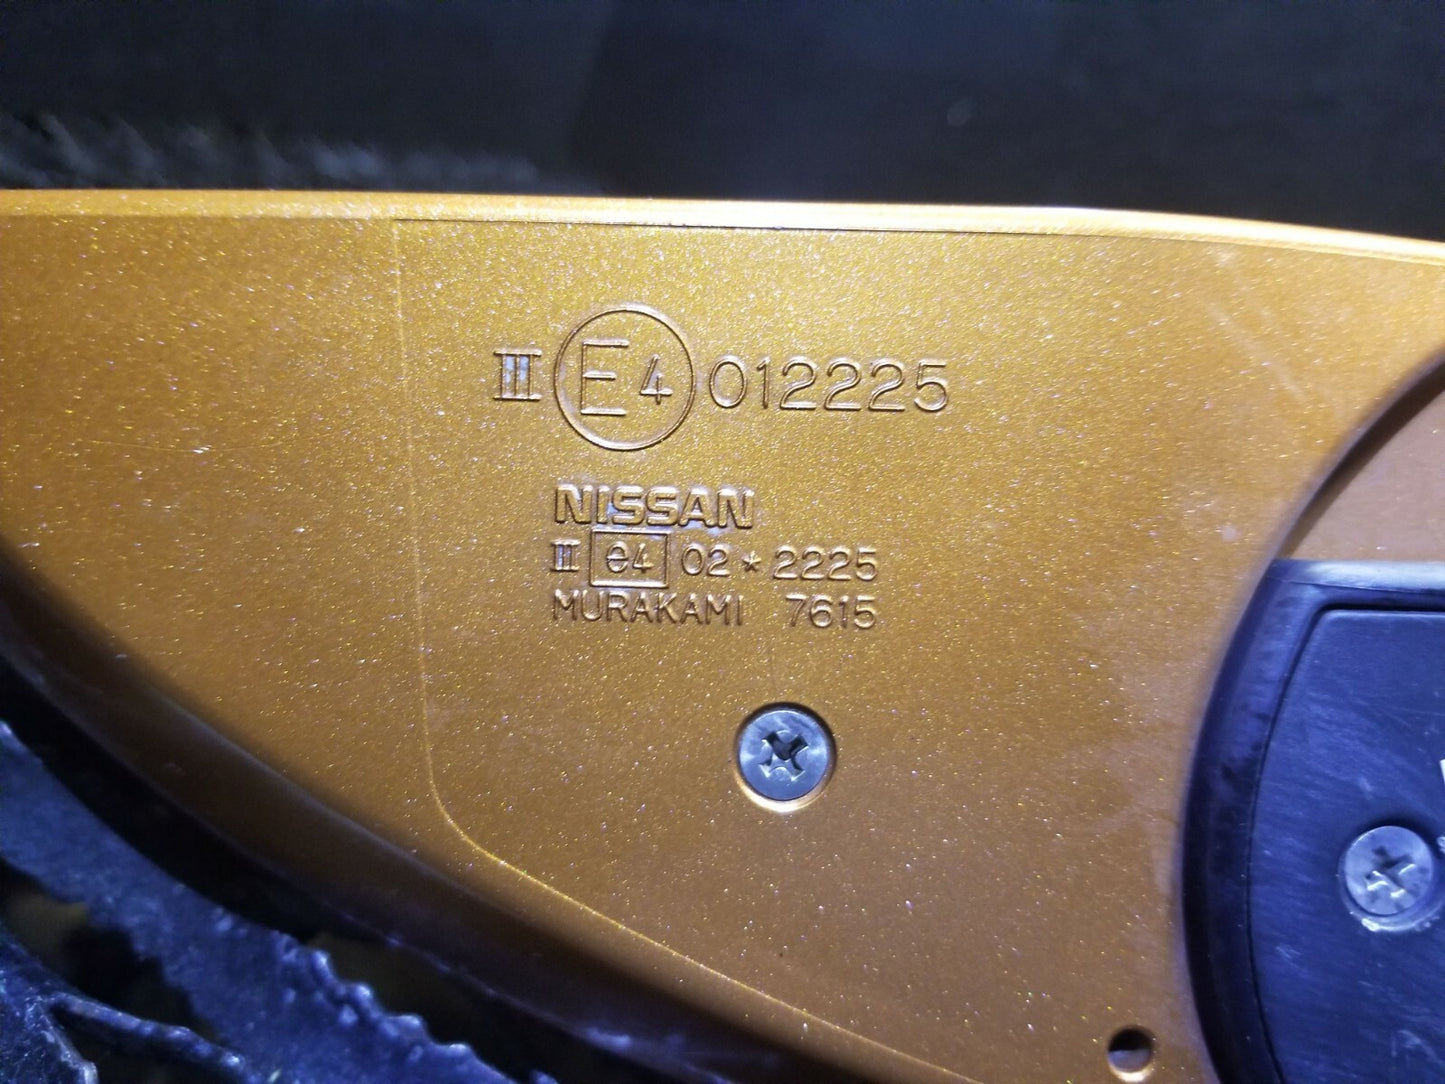 III E4 012225
NISSAN
III e4 02*2225
MURAKAMI 7615